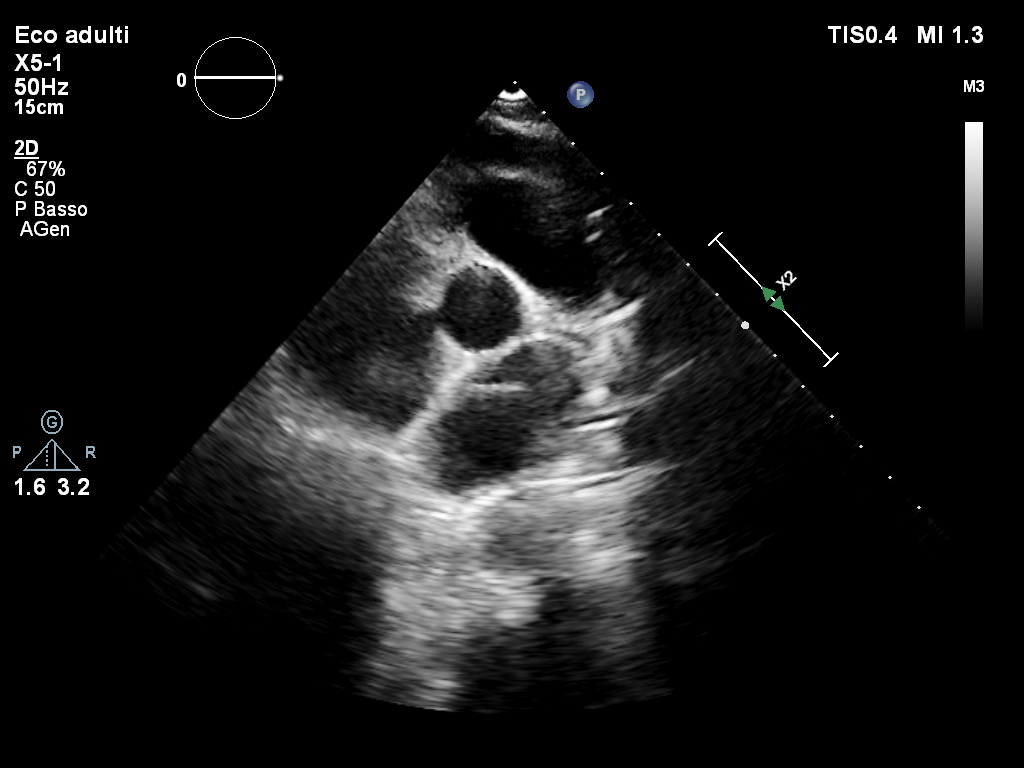 Eco adulti
X5-1
50Hz
15cm
2D
67%
C 50
P Basso
AGen
0
P
TIS0.4 MI 1.3
M3
X2
G
P R
1.6 3.2